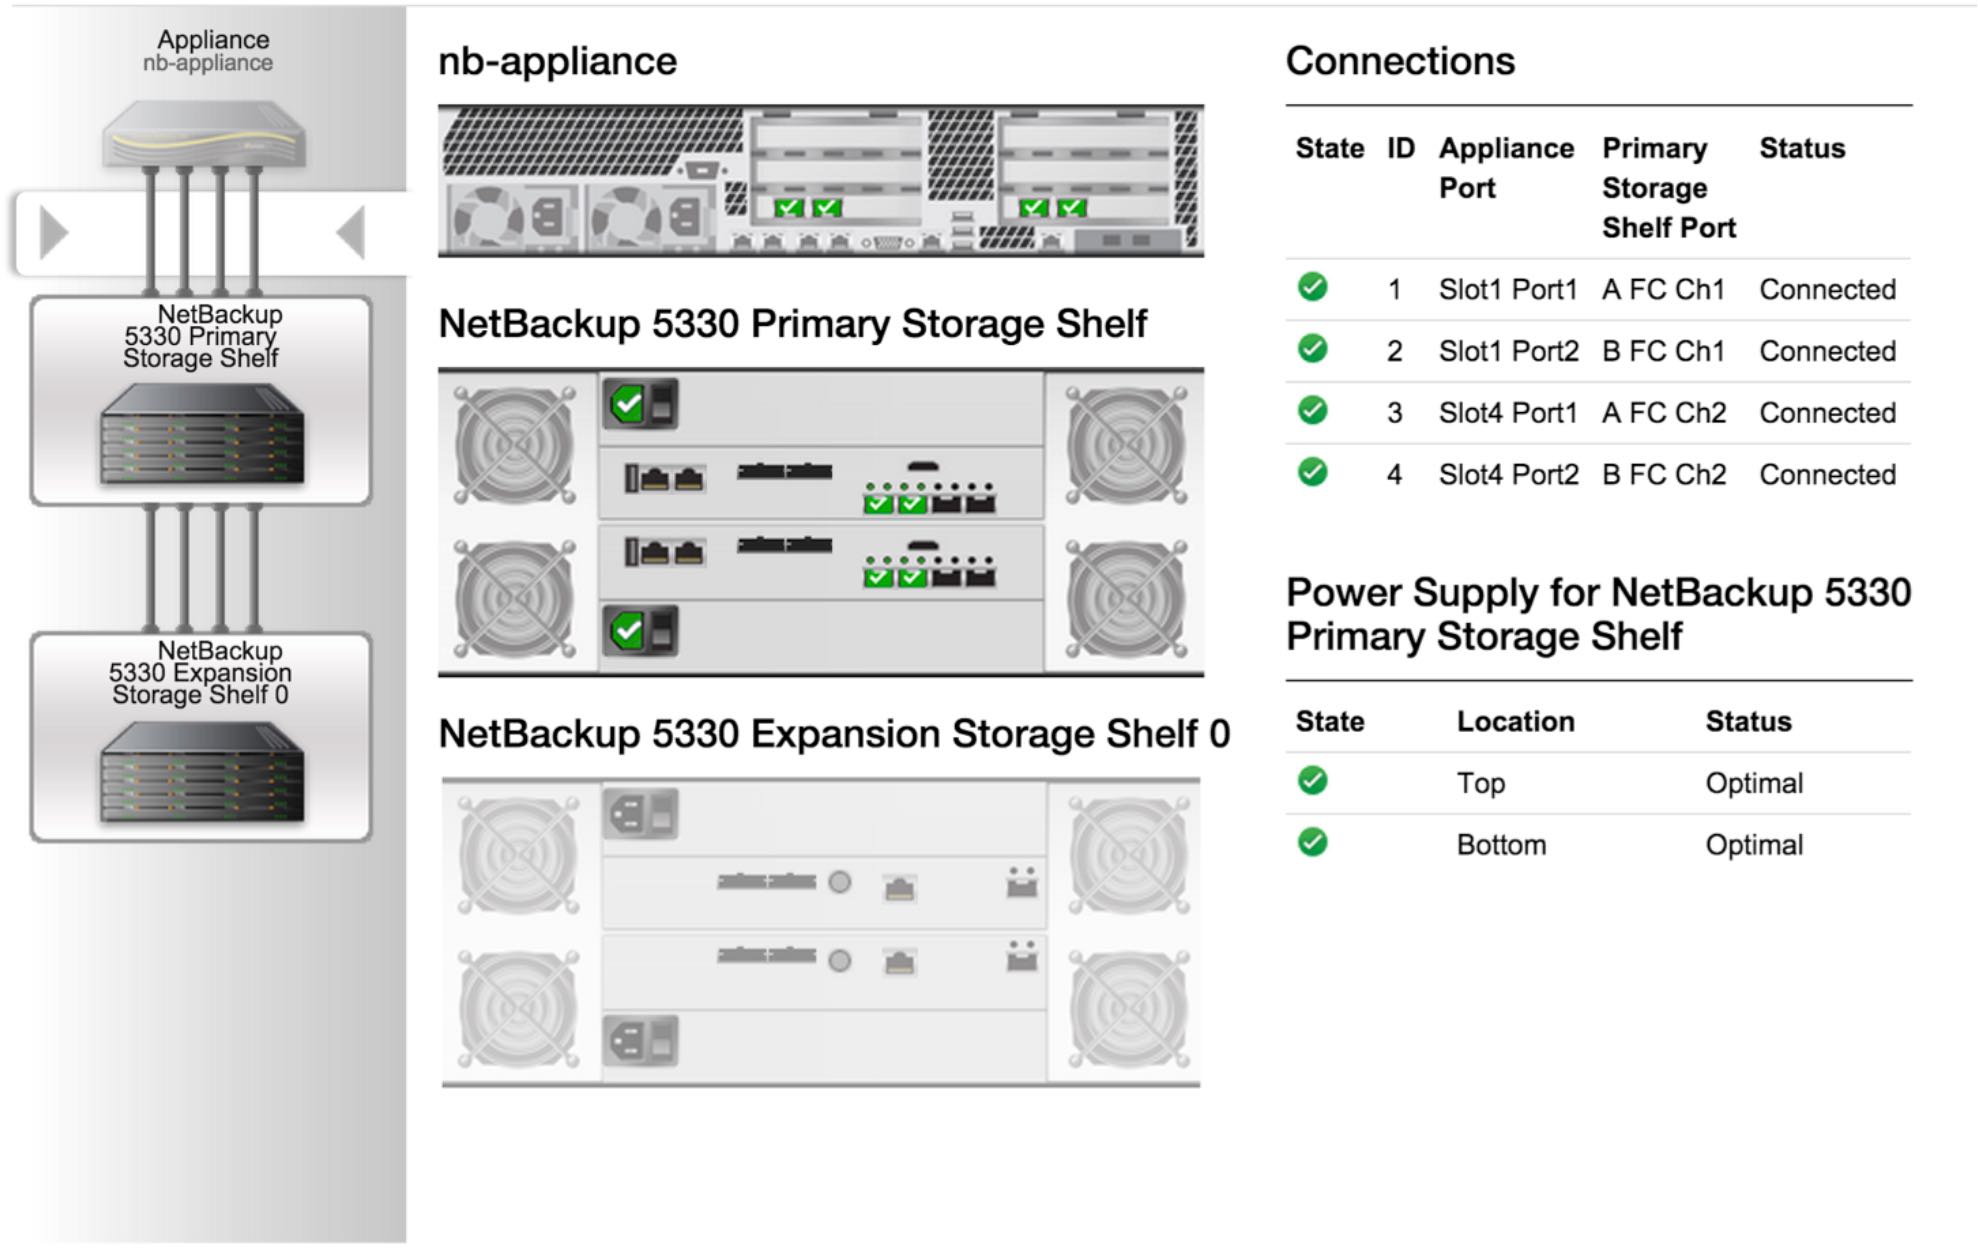 Appliance
nb-appliance
NetBackup
5330 Primary
Storage Shelf
NetBackup
5330 Expansion
Storage Shelf 0
nb-appliance
NetBackup 5330 Primary Storage Shelf
NetBackup 5330 Expansion Storage Shelf 0
Connections
State ID Appliance Port Primary Storage Shelf Port Status
1 Slot1 Port1 A FC Ch1 Connected
2 Slot1 Port2 B FC Ch1 Connected
3 Slot4 Port1 A FC Ch2 Connected
4 Slot4 Port2 B FC Ch2 Connected
Power Supply for NetBackup 5330
Primary Storage Shelf
State Location Status
Top Optimal
Bottom Optimal